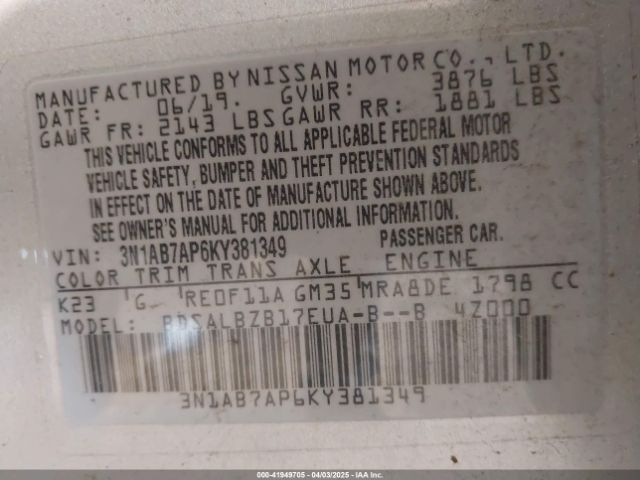 MANUFACTURED BY NISSAN MOTOR CO., LTD.
DATE: 06/19. GVWR: 3876 LBS
GAWR FR: 2143 LBS GAWR RR: 1881 LBS
THIS VEHICLE CONFORMS TO ALL APPLICABLE FEDERAL MOTOR
VEHICLE SAFETY, BUMPER AND THEFT PREVENTION STANDARDS
IN EFFECT ON THE DATE OF MANUFACTURE SHOWN ABOVE.
SEE OWNER'S MANUAL FOR ADDITIONAL INFORMATION.
VIN: 3N1AB7AP6KY381349 PASSENGER CAR.
COLOR TRIM TRANS AXLE ENGINE
K23 G RE0F11A GM35 MRA8DE 1798 CC
MODEL: BDSALBZB17EUA-B--B 4Z000
3N1AB7AP6KY381349
000-41949705 - 04/03/2025 - IAAI.COM